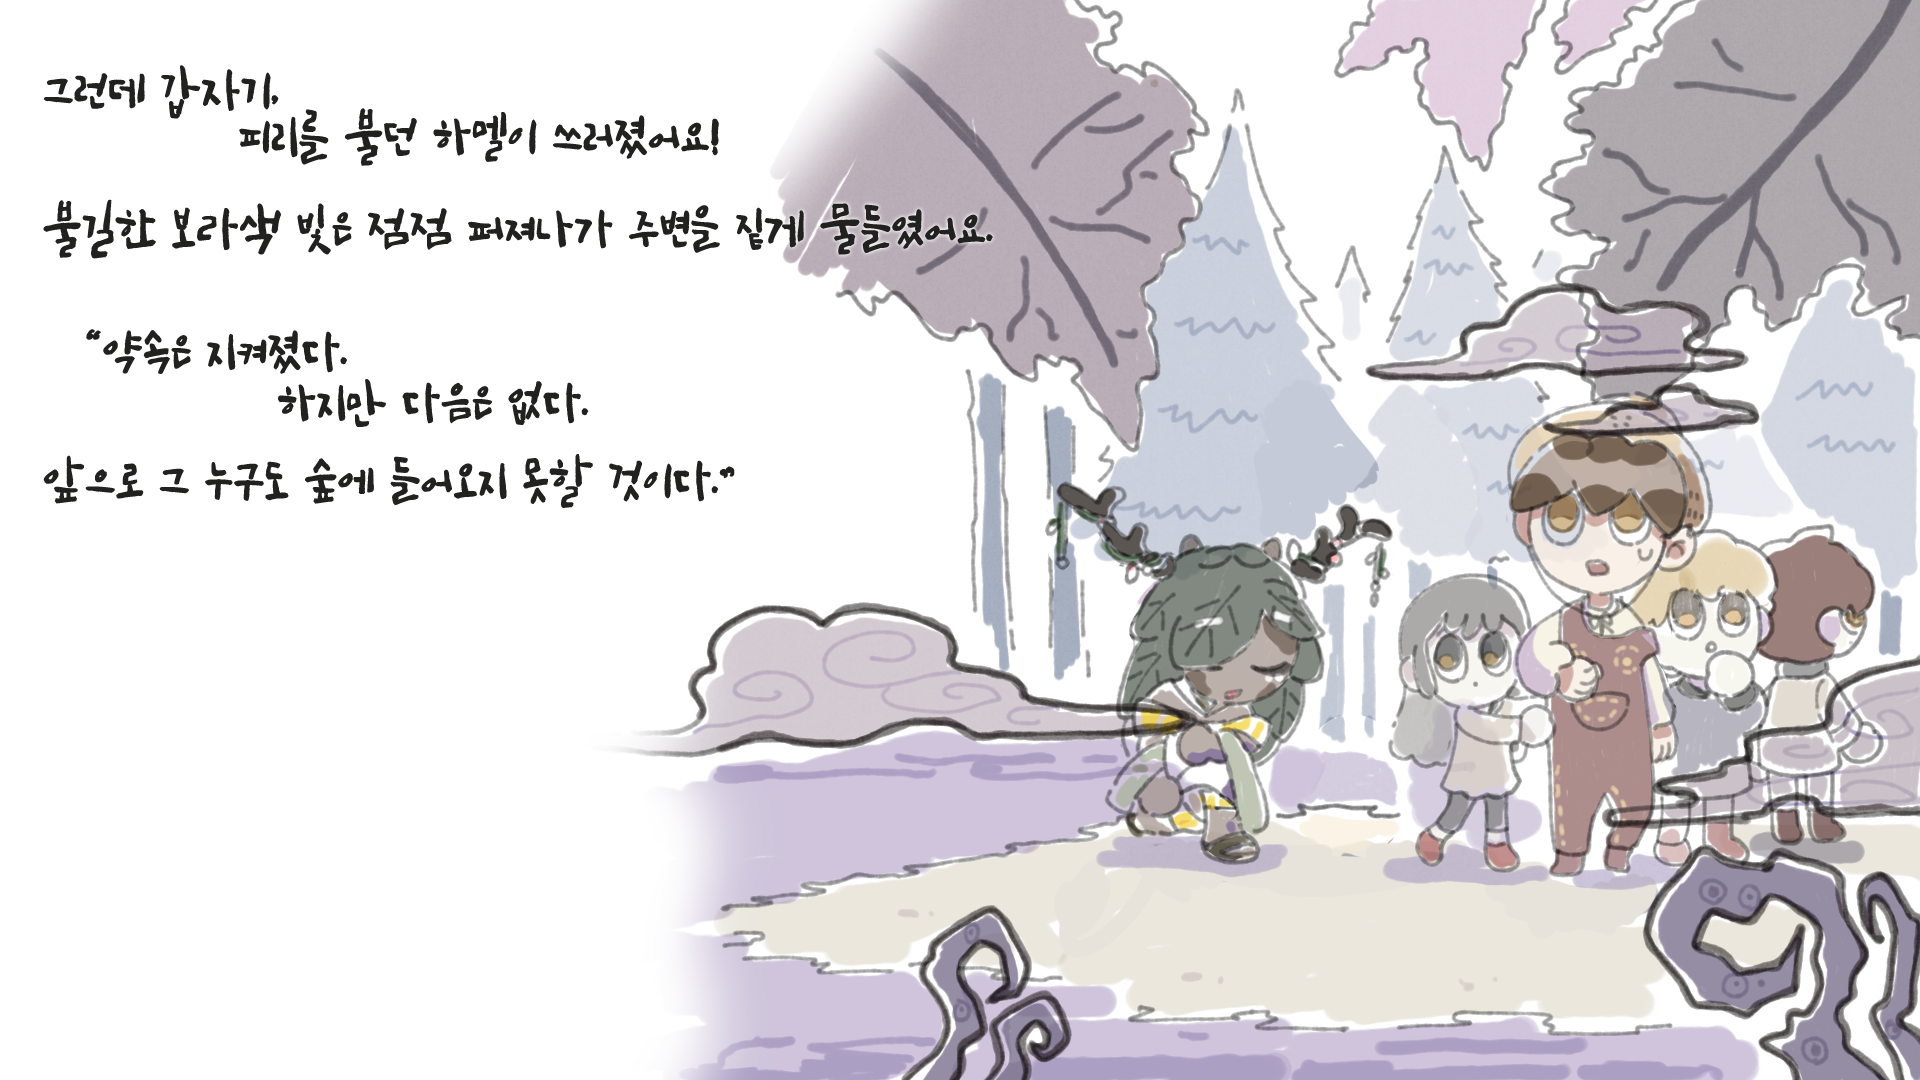 그런데 갑자기,
피리를 불던 하멜이 쓰러졌어요!
불길한 보라색 빛은 점점 퍼져나가 주변을 짙게 물들였어요.
“약속은 지켜졌다.
하지만 다음은 없다.
앞으로 그 누구도 숲에 들어오지 못할 것이다.”